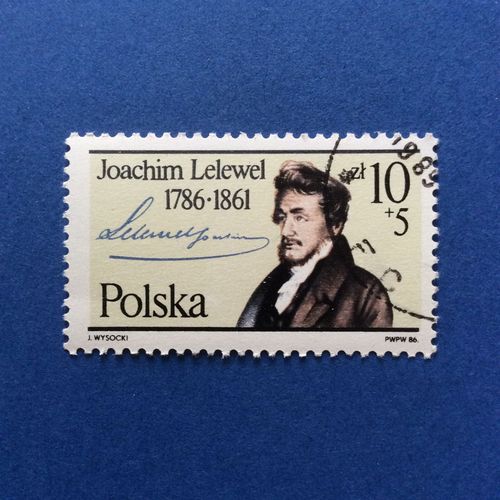 Joachim Lelewel
1786·1861
zł 10
+5
Polska
J. WYSOCKI
PWPW 86.